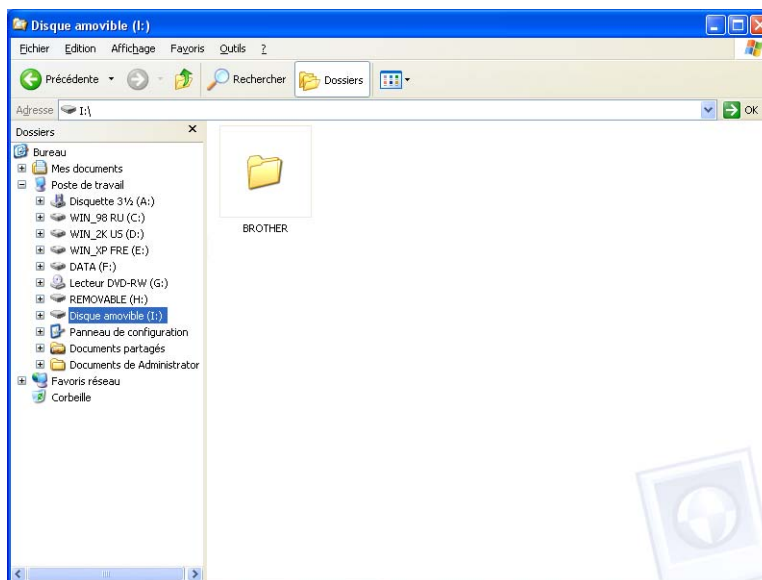 Disque amovible (I:)
Fichier Edition Affichage Favoris Outils ?
Précédente Rechercher Dossiers
Adresse I:\ OK
Dossiers x
Bureau
Mes documents
Poste de travail
Disquette 3½ (A:)
WIN_98 RU (C:)
WIN_2K US (D:)
WIN_XP FRE (E:)
DATA (F:)
Lecteur DVD-RW (G:)
REMOVABLE (H:)
Disque amovible (I:)
Panneau de configuration
Documents partagés
Documents de Administrator
Favoris réseau
Corbeille
BROTHER